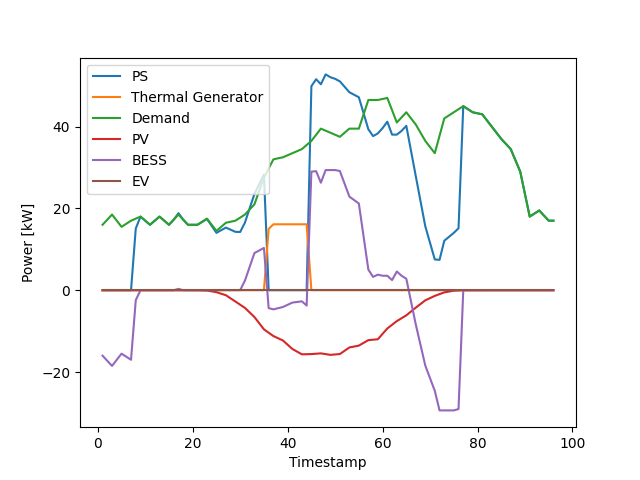 PS
Thermal Generator
Demand
PV
BESS
EV
Power [kW]
40
20
0
−20
0
20
40
60
80
100
Timestamp